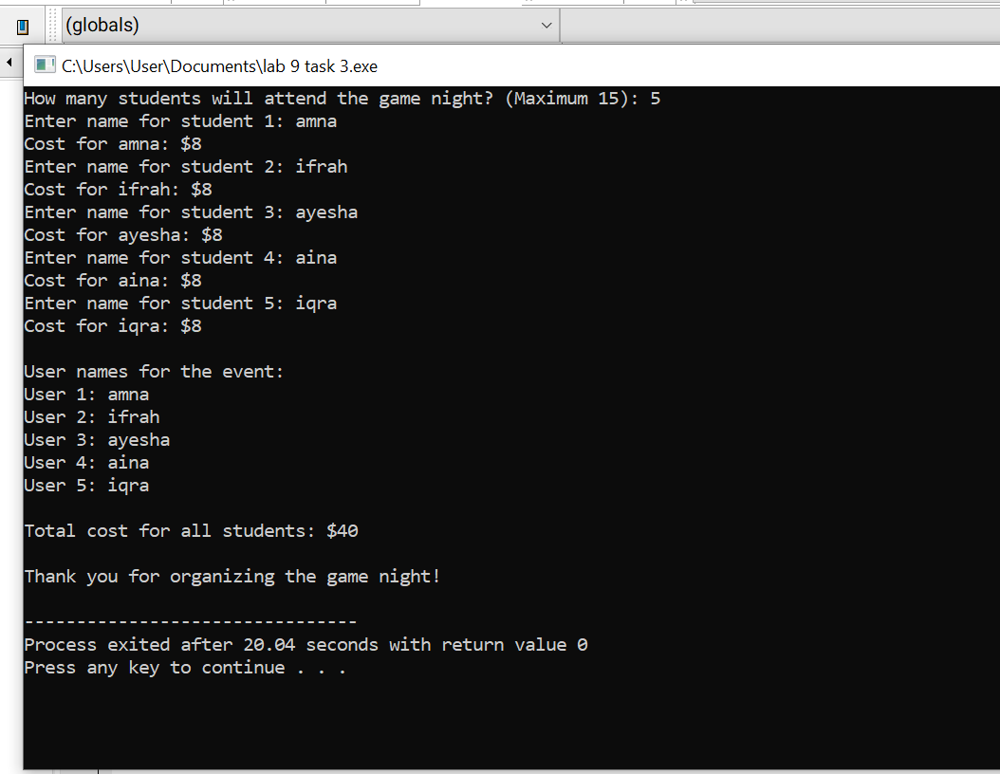 (globals)
C:\Users\User\Documents\lab 9 task 3.exe
How many students will attend the game night? (Maximum 15): 5
Enter name for student 1: amna
Cost for amna: $8
Enter name for student 2: ifrah
Cost for ifrah: $8
Enter name for student 3: ayesha
Cost for ayesha: $8
Enter name for student 4: aina
Cost for aina: $8
Enter name for student 5: iqra
Cost for iqra: $8
User names for the event:
User 1: amna
User 2: ifrah
User 3: ayesha
User 4: aina
User 5: iqra
Total cost for all students: $40
Thank you for organizing the game night!
--------------------------------
Process exited after 20.04 seconds with return value 0
Press any key to continue . . .